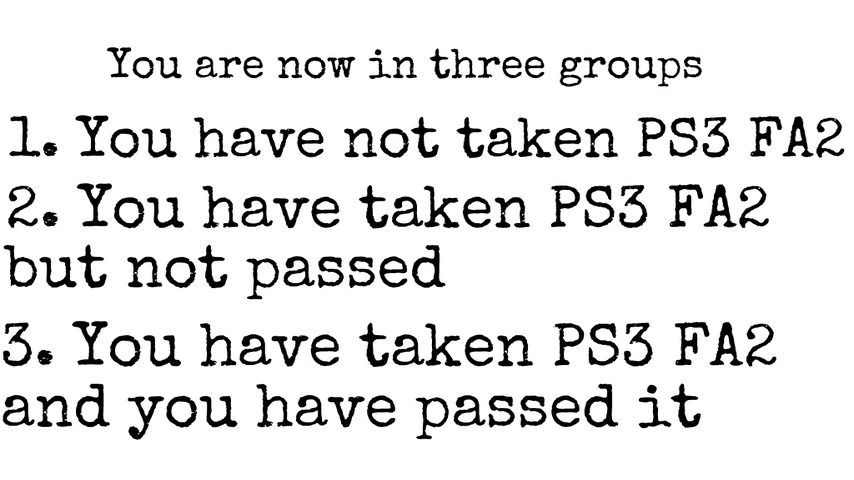 You are now in three groups
1. You have not taken PS3 FA2
2. You have taken PS3 FA2
but not passed
3. You have taken PS3 FA2
and you have passed it